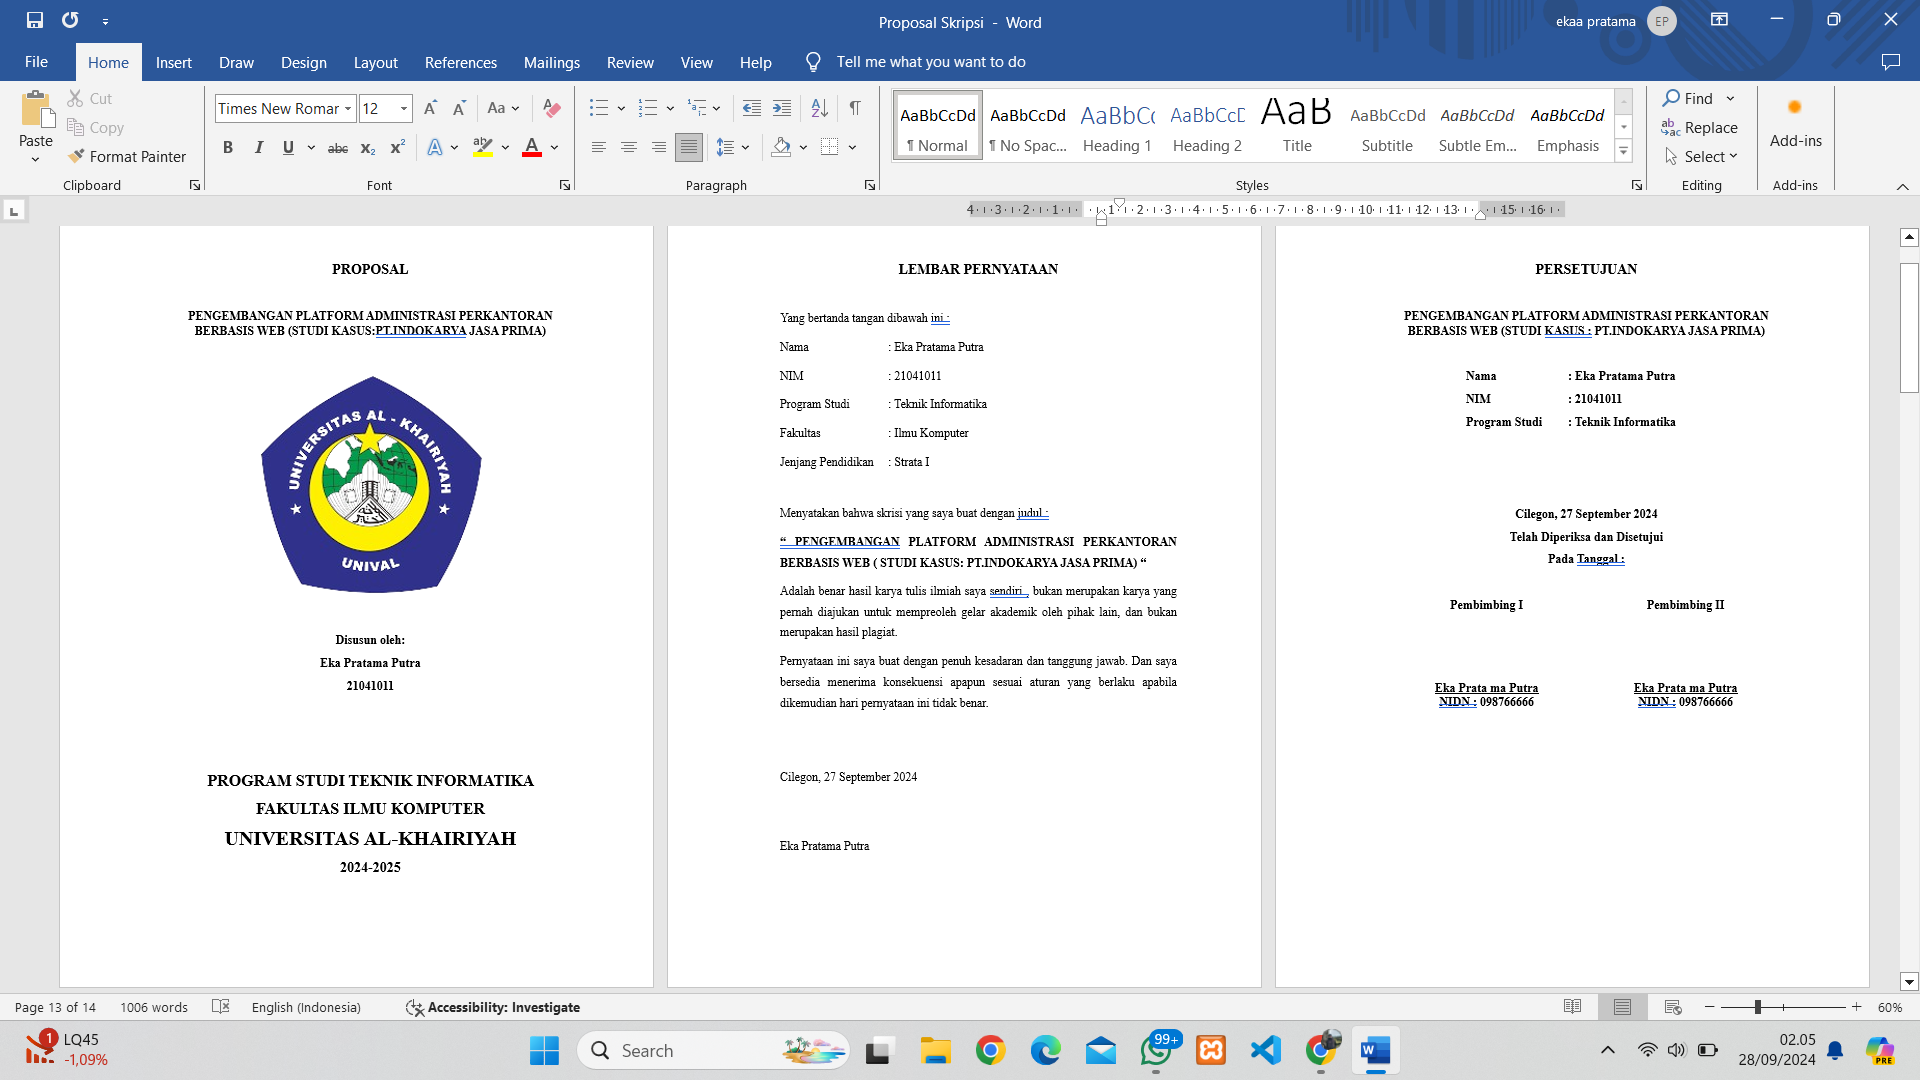 Proposal Skripsi - Word
ekaa pratama
EP
File
Home
Insert
Draw
Design
Layout
References
Mailings
Review
View
Help
Tell me what you want to do
Paste
Cut
Copy
Format Painter
Clipboard
Times New Roman
12
Aa
B I U abc x₂ x²
A ab A
Font
Paragraph
AaBbCcDd
¶ Normal
AaBbCcDd
¶ No Spac...
AaBbCc
Heading 1
AaBbCcD
Heading 2
AaB
Title
AaBbCcDd
Subtitle
AaBbCcDd
Subtle Em...
AaBbCcDd
Emphasis
Styles
Find
Replace
Select
Editing
Add-ins
Add-ins
4 3 2 1 1 2 3 4 5 6 7 8 9 10 11 12 13 15 16
PROPOSAL
PENGEMBANGAN PLATFORM ADMINISTRASI PERKANTORAN
BERBASIS WEB (STUDI KASUS:PT.INDOKARYA JASA PRIMA)
UNIVERSITAS AL - KHAIRIYAH
UNIVAL
Disusun oleh:
Eka Pratama Putra
21041011
PROGRAM STUDI TEKNIK INFORMATIKA
FAKULTAS ILMU KOMPUTER
UNIVERSITAS AL-KHAIRIYAH
2024-2025
LEMBAR PERNYATAAN
Yang bertanda tangan dibawah ini :
Nama : Eka Pratama Putra
NIM : 21041011
Program Studi : Teknik Informatika
Fakultas : Ilmu Komputer
Jenjang Pendidikan : Strata I
Menyatakan bahwa skrisi yang saya buat dengan judul :
“ PENGEMBANGAN PLATFORM ADMINISTRASI PERKANTORAN
BERBASIS WEB ( STUDI KASUS: PT.INDOKARYA JASA PRIMA) “
Adalah benar hasil karya tulis ilmiah saya sendiri , bukan merupakan karya yang
pernah diajukan untuk mempreoleh gelar akademik oleh pihak lain, dan bukan
merupakan hasil plagiat.
Pernyataan ini saya buat dengan penuh kesadaran dan tanggung jawab. Dan saya
bersedia menerima konsekuensi apapun sesuai aturan yang berlaku apabila
dikemudian hari pernyataan ini tidak benar.
Cilegon, 27 September 2024
Eka Pratama Putra
PERSETUJUAN
PENGEMBANGAN PLATFORM ADMINISTRASI PERKANTORAN
BERBASIS WEB (STUDI KASUS : PT.INDOKARYA JASA PRIMA)
Nama : Eka Pratama Putra
NIM : 21041011
Program Studi : Teknik Informatika
Cilegon, 27 September 2024
Telah Diperiksa dan Disetujui
Pada Tanggal :
Pembimbing I Pembimbing II
Eka Prata ma Putra Eka Prata ma Putra
NIDN : 098766666 NIDN : 098766666
Page 13 of 14
1006 words
English (Indonesia)
Accessibility: Investigate
60%
1
LQ45
-1,09%
Search
99+
02.05
28/09/2024
PRE